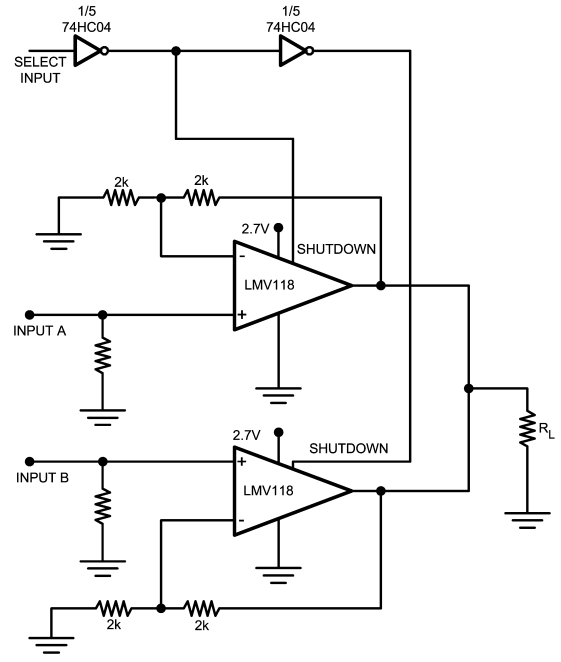 1/5
74HC04
1/5
74HC04
SELECT
INPUT
2k
2k
2.7V
SHUTDOWN
-
LMV118
+
INPUT A
RL
2.7V
SHUTDOWN
+
INPUT B
LMV118
-
2k
2k